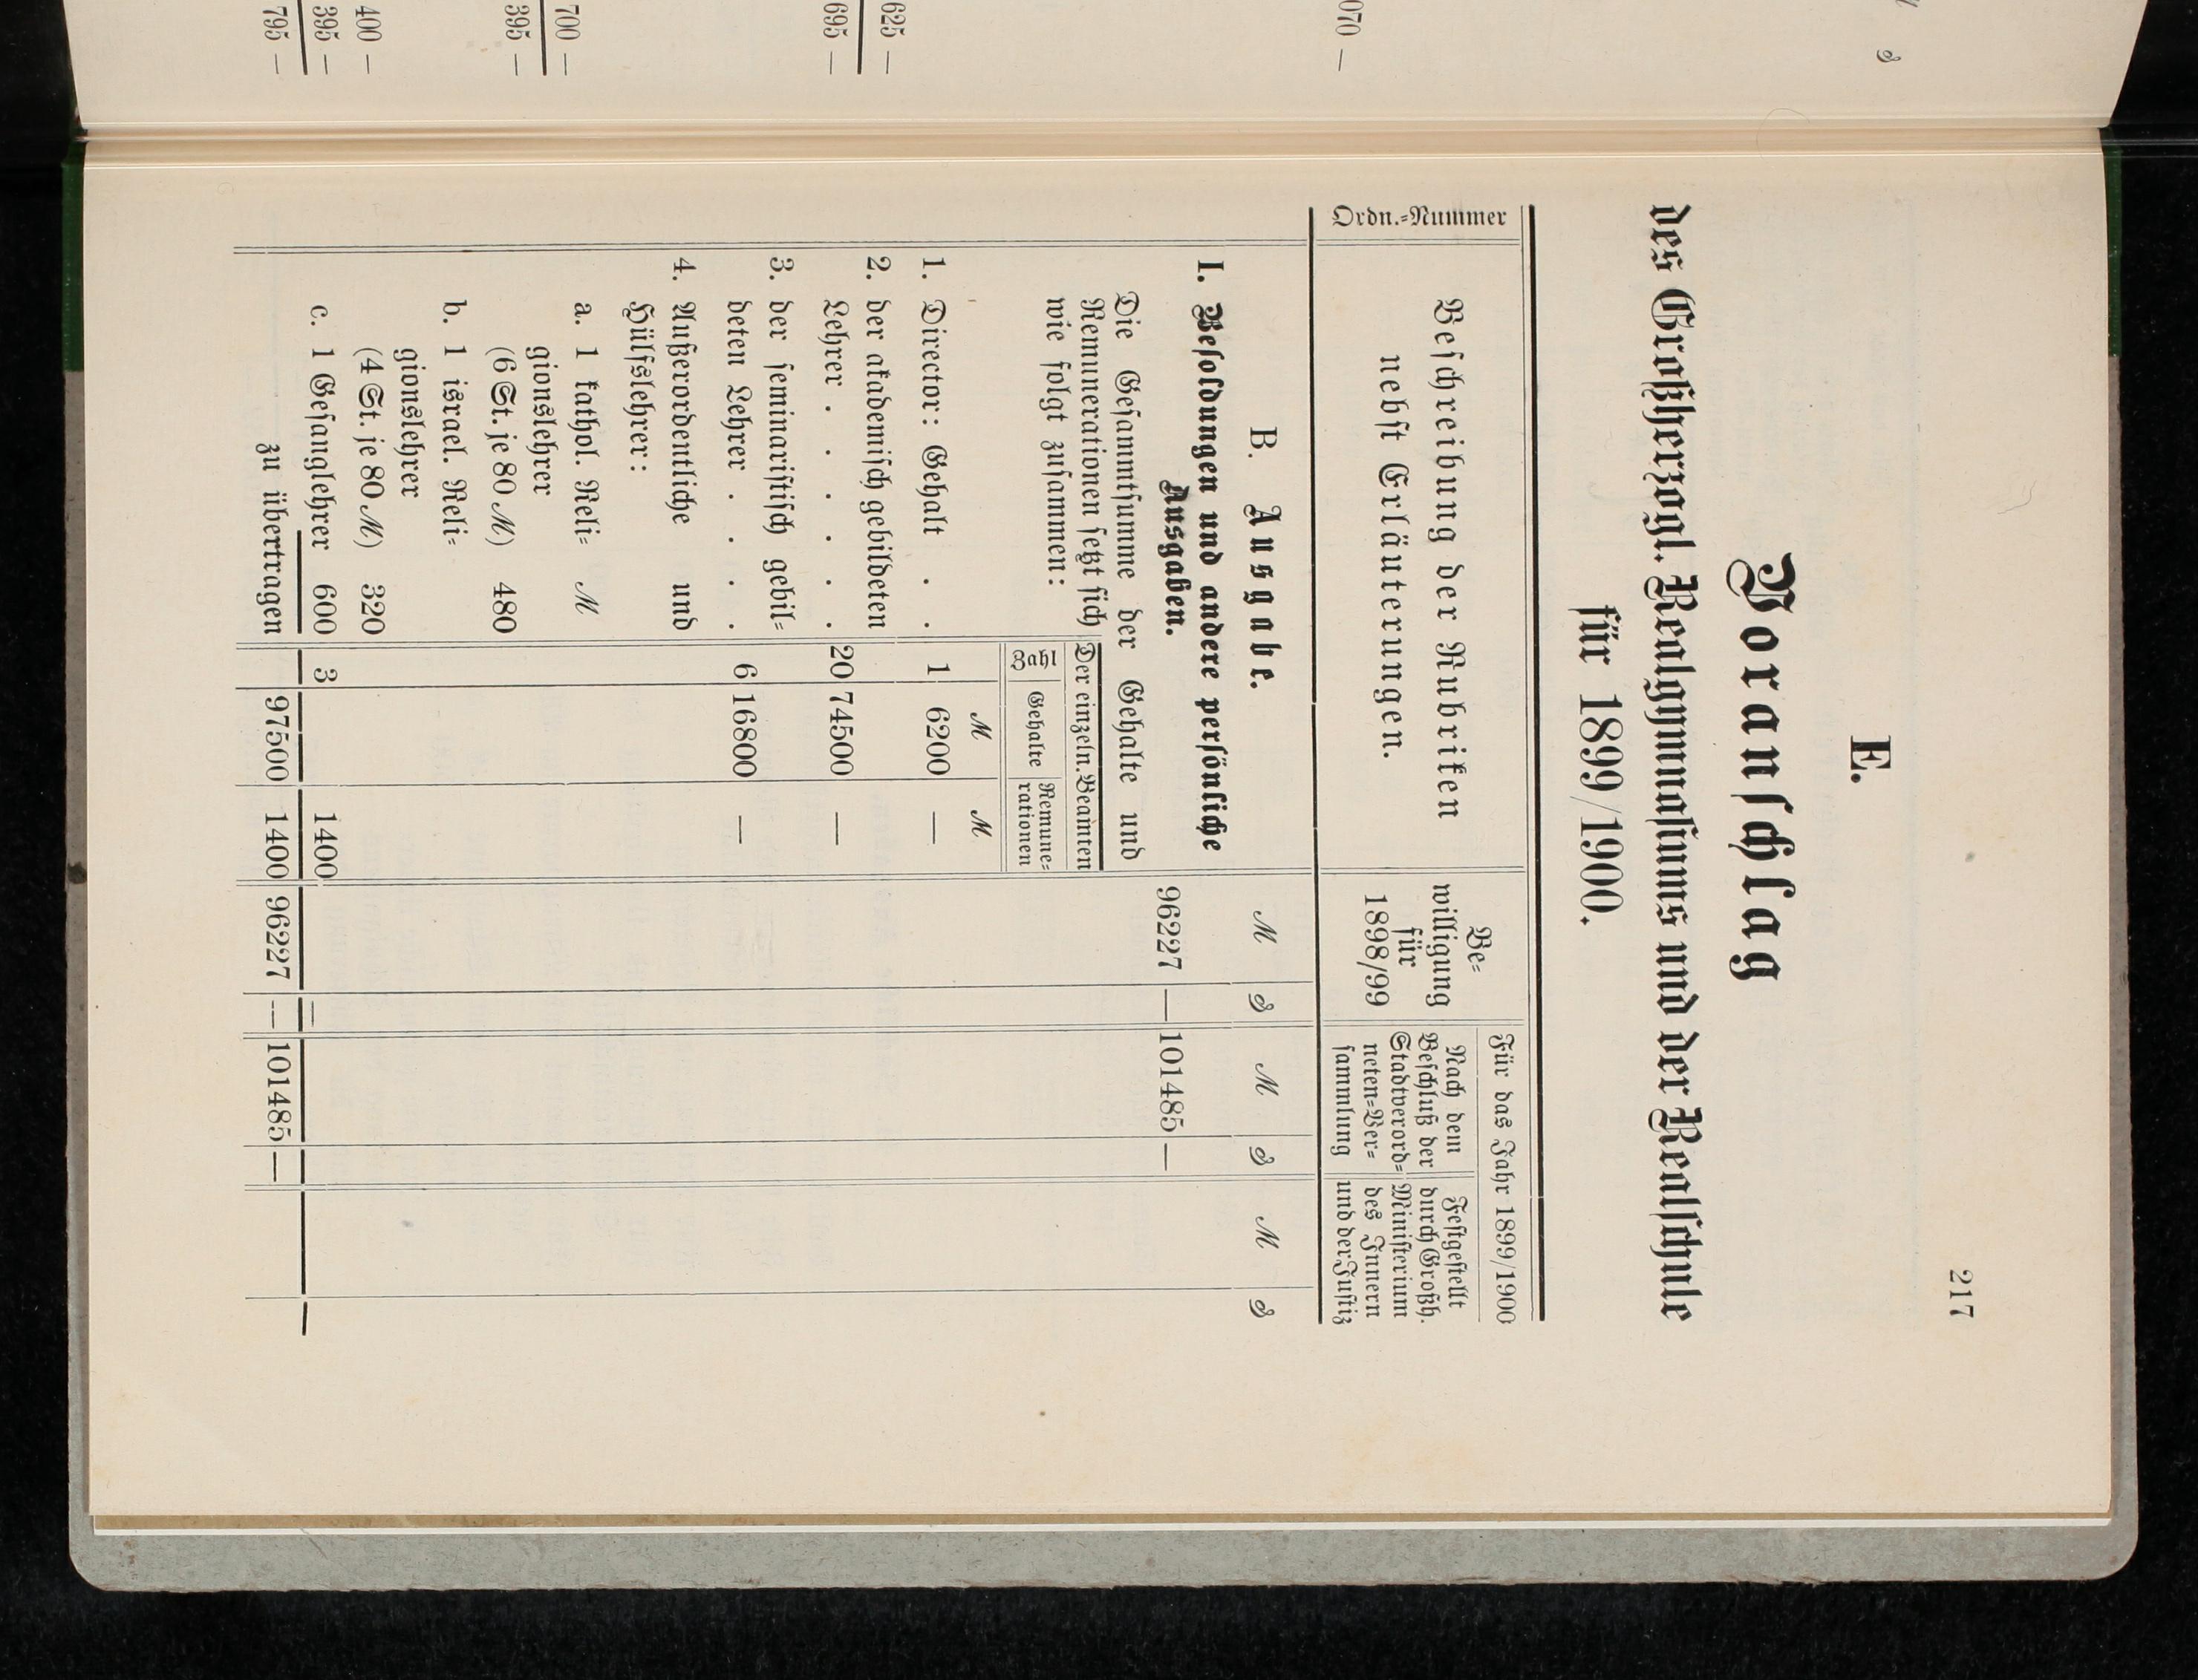 217
E.
Voranschlag
des Großherzogl. Realgymnasiums und der Realschule
für 1899/1900.
Ordn.=Nummer
Beschreibung der Rubriken
nebst Erläuterungen.
Be=
willigung
für
1898/99
Für das Jahr 1899/1900
Nach dem
Beschluß der
Stadtverord=
neten=Ver=
sammlung
Festgestellt
durch Großh.
Ministerium
des Innern
und der Justiz
ℳ ₰ ℳ ₰ ℳ ₰
B. Ausgabe.
I. Besoldungen und andere persönliche
Ausgaben. 96227 — 101485 —
Die Gesammtsumme der Gehalte und
Remunerationen setzt sich
wie folgt zusammen:
Der einzeln. Beamten
Zahl
Gehalte
Remune=
rationen
ℳ ℳ
1. Director: Gehalt . . 1 6200 —
2. der akademisch gebildeten
Lehrer . . . . . . 20 74500 —
3. der seminaristisch gebil=
deten Lehrer . . . . 6 16800 —
4. Außerordentliche und
Hülfslehrer:
a. 1 kathol. Reli= ℳ
gionslehrer
(6 St. je 80 ℳ) 480
b. 1 israel. Reli=
gionslehrer
(4 St. je 80 ℳ) 320
c. 1 Gesanglehrer 600 3 1400
zu übertragen 97500 1400 96227 — 101485 —
₰
070 —
625 —
695 —
700 —
395 —
400 —
395 —
795 —